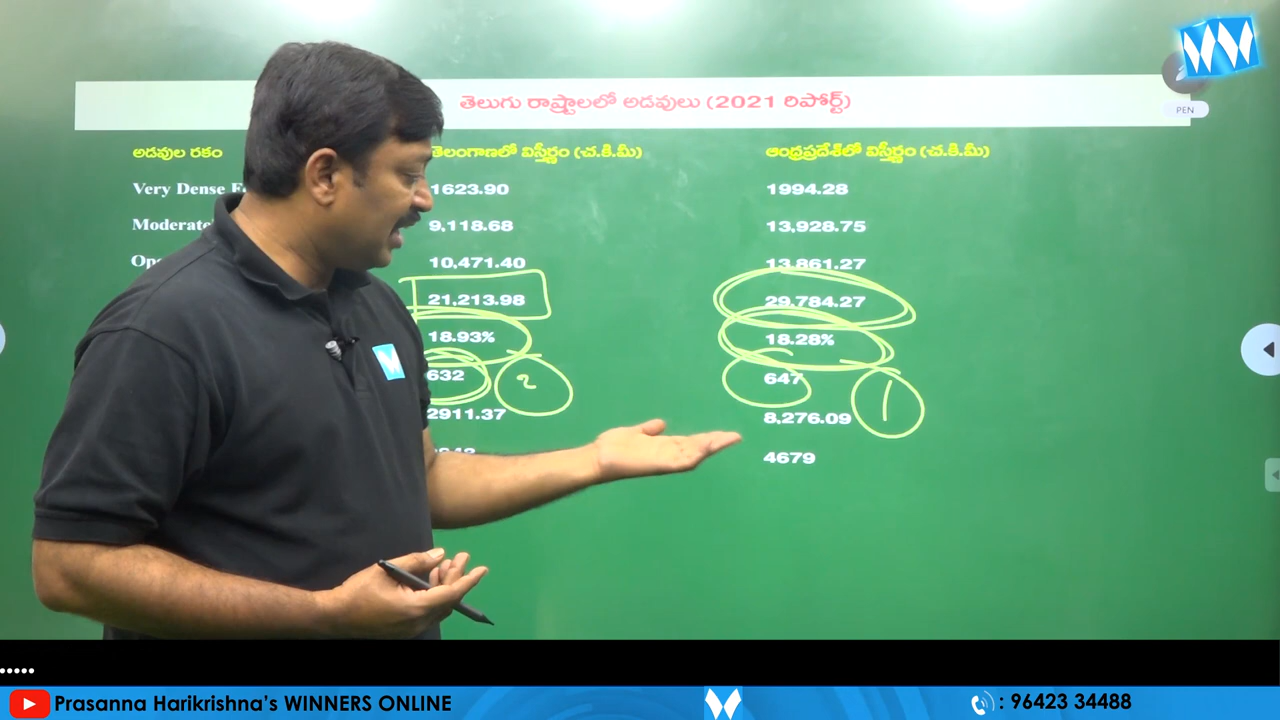 PEN
తెలుగు రాష్ట్రాలలో అడవులు (2021 రిపోర్ట్)
అడవుల రకం తెలంగాణలో విస్తీర్ణం (చ.కి.మీ) ఆంధ్రప్రదేశ్‌లో విస్తీర్ణం (చ.కి.మీ)
Very Dense 1623.90 1994.28
Moderate 9,118.68 13,928.75
10,471.40 13,861.27
21,213.98 29,784.27
18.93% 18.28%
632 2 647 1
2911.37 8,276.09
4679
Prasanna Harikrishna's WINNERS ONLINE : 96423 34488